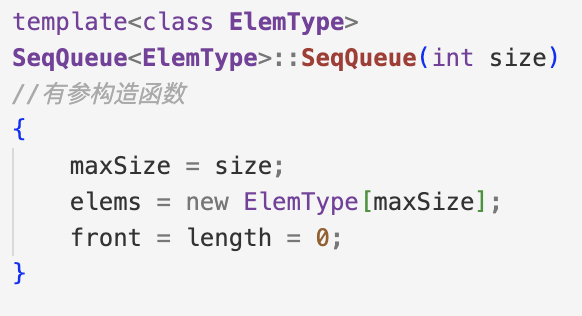 template<class ElemType>
SeqQueue<ElemType>::SeqQueue(int size)
//有参构造函数
{
    maxSize = size;
    elems = new ElemType[maxSize];
    front = length = 0;
}